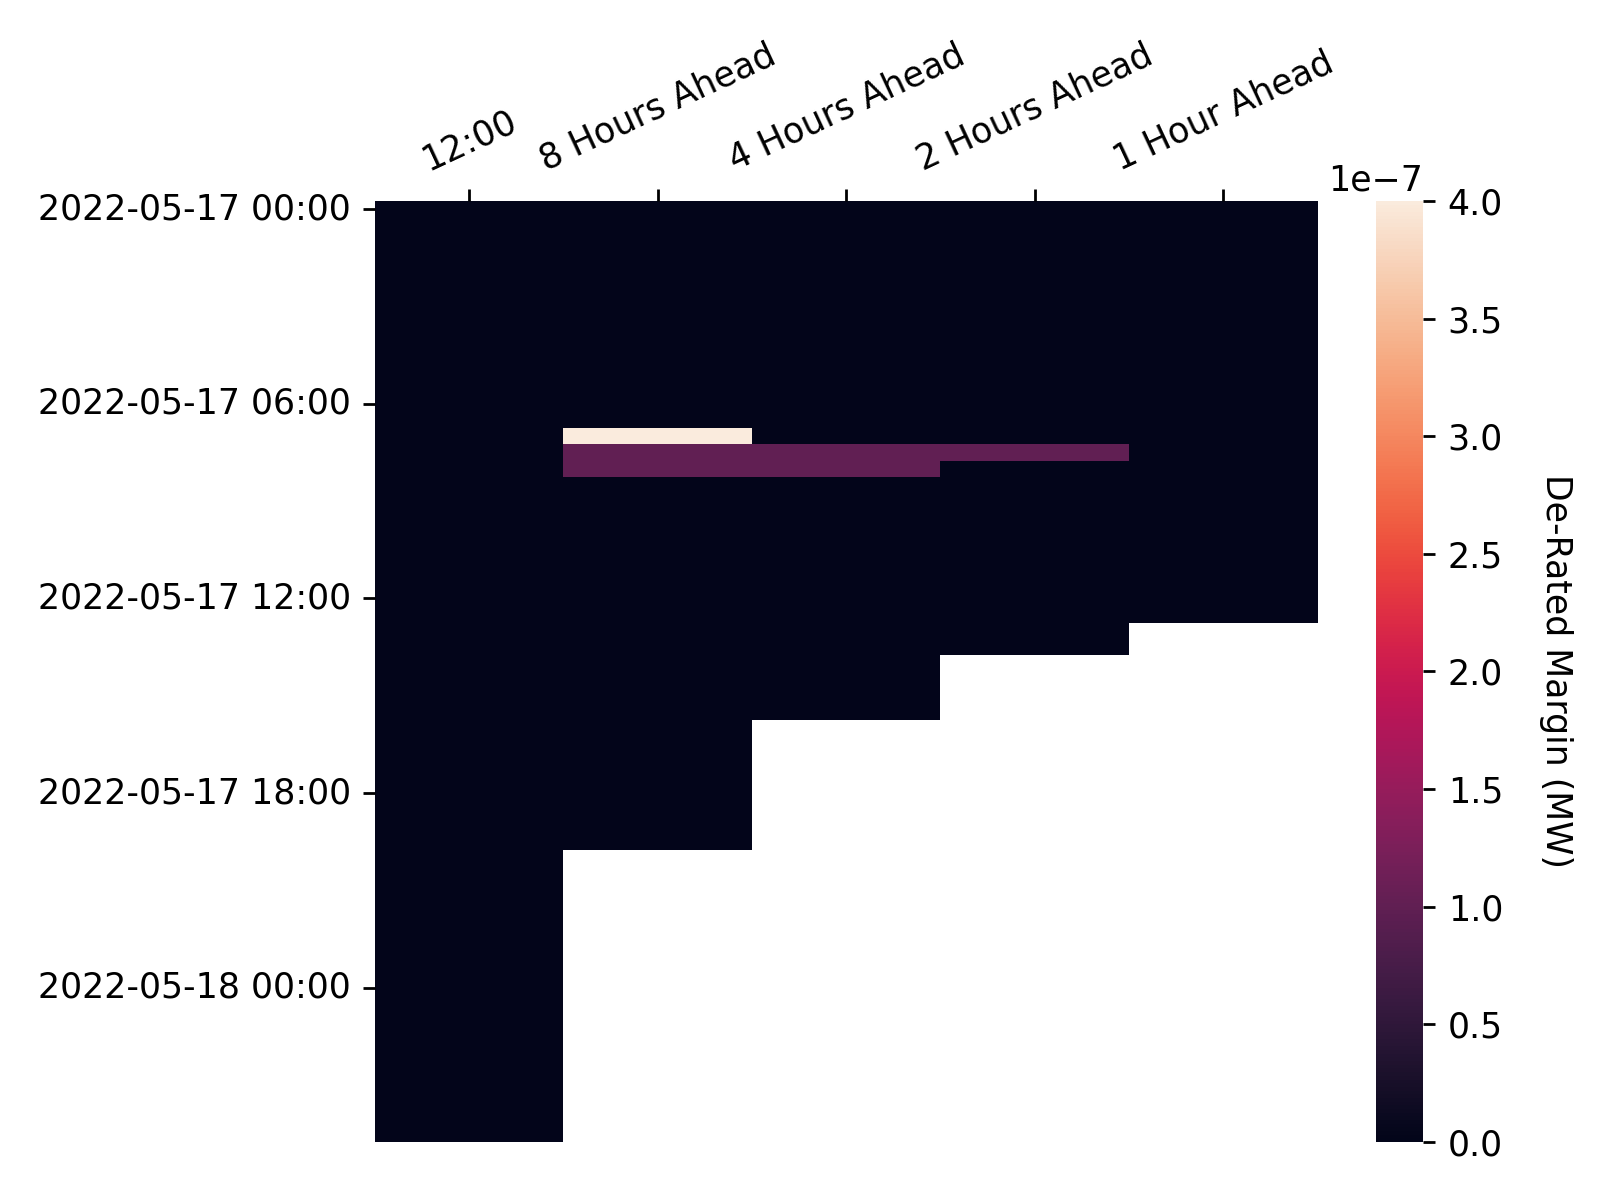 12:00
8 Hours Ahead
4 Hours Ahead
2 Hours Ahead
1 Hour Ahead
1e−7
2022-05-17 00:00
2022-05-17 06:00
2022-05-17 12:00
2022-05-17 18:00
2022-05-18 00:00
4.0
3.5
3.0
2.5
2.0
1.5
1.0
0.5
0.0
De-Rated Margin (MW)